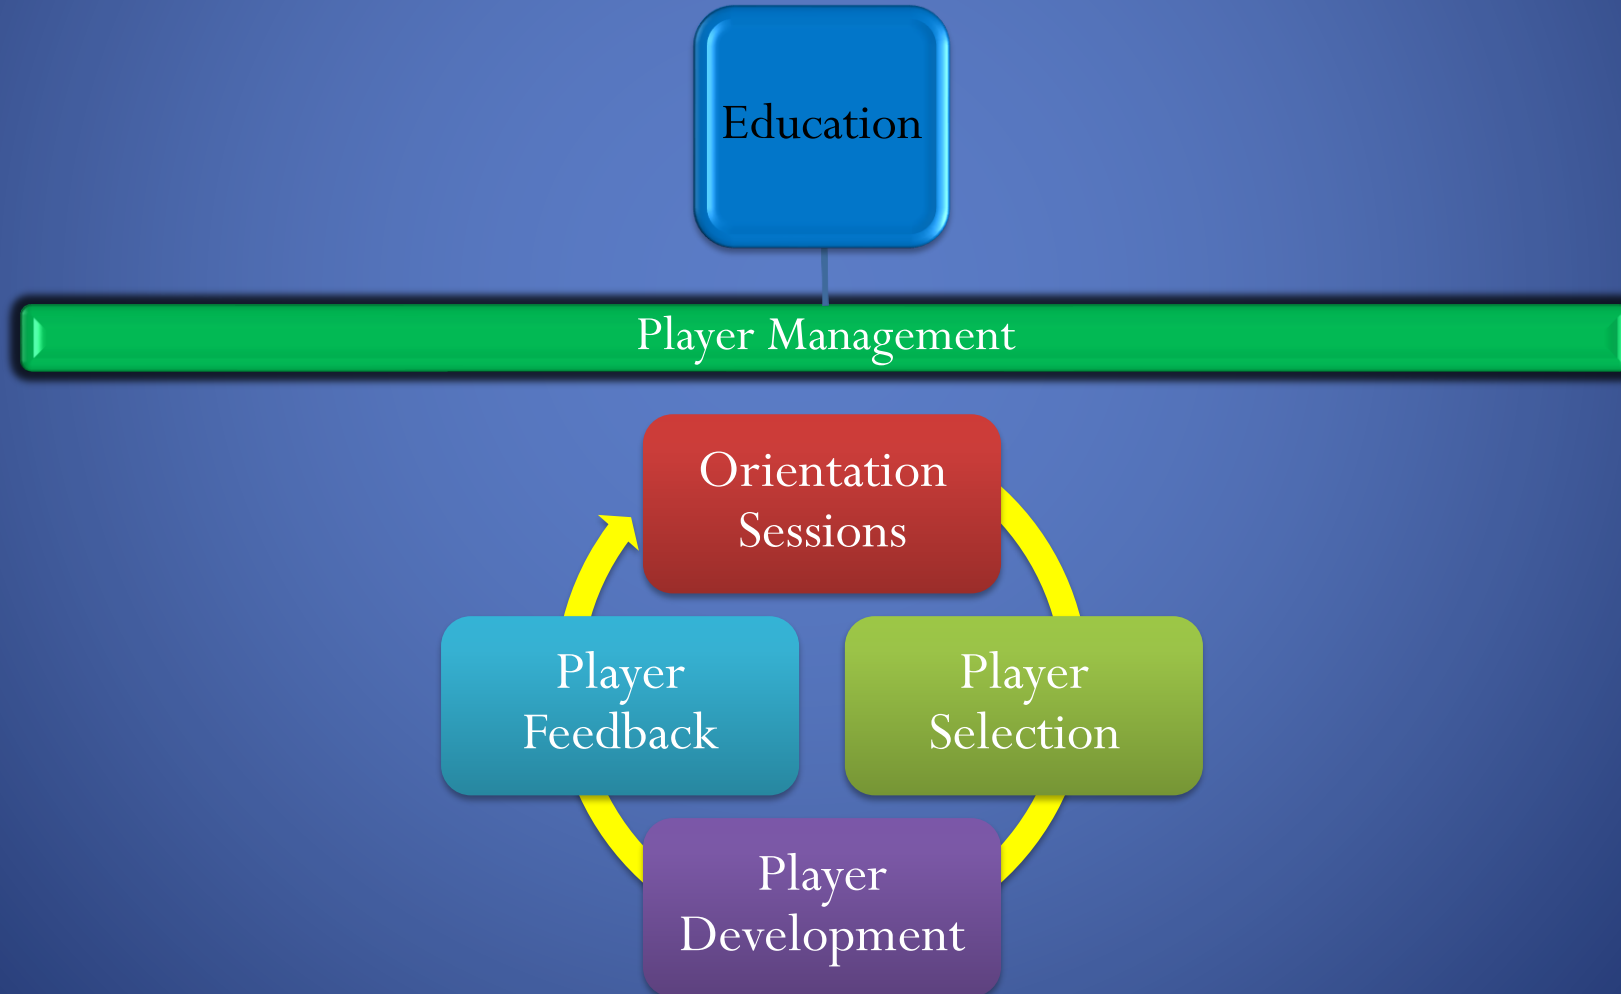 Education
Player Management
Orientation
Sessions
Player
Feedback
Player
Selection
Player
Development